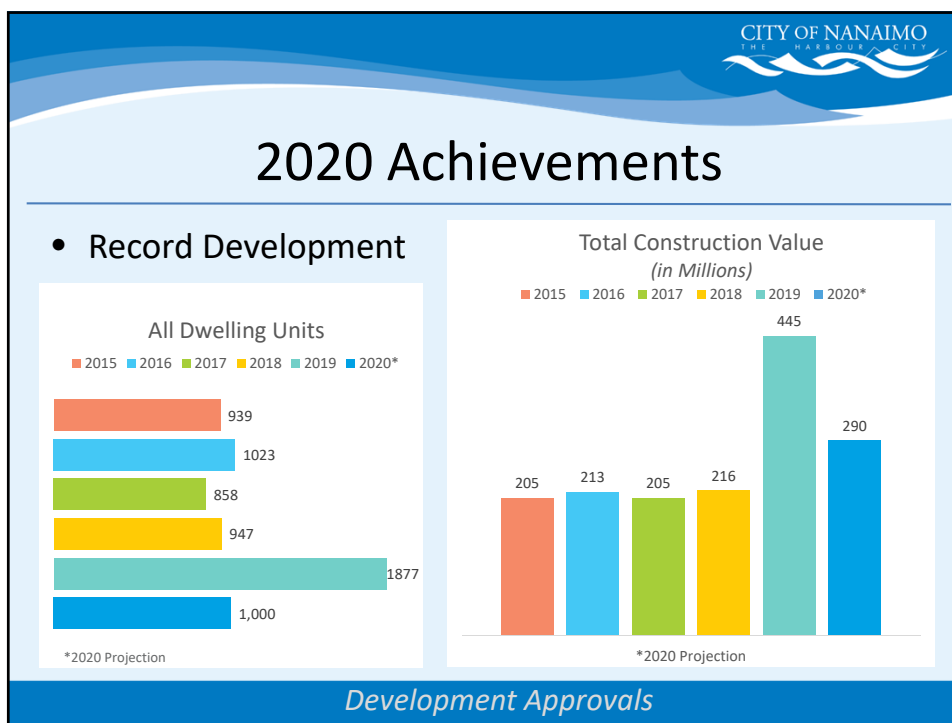 CITY OF NANAIMO
THE HARBOUR CITY
2020 Achievements
• Record Development
All Dwelling Units
2015 2016 2017 2018 2019 2020*
939
1023
858
947
1877
1,000
*2020 Projection
Total Construction Value
(in Millions)
2015 2016 2017 2018 2019 2020*
205 213 205 216 445 290
*2020 Projection
Development Approvals